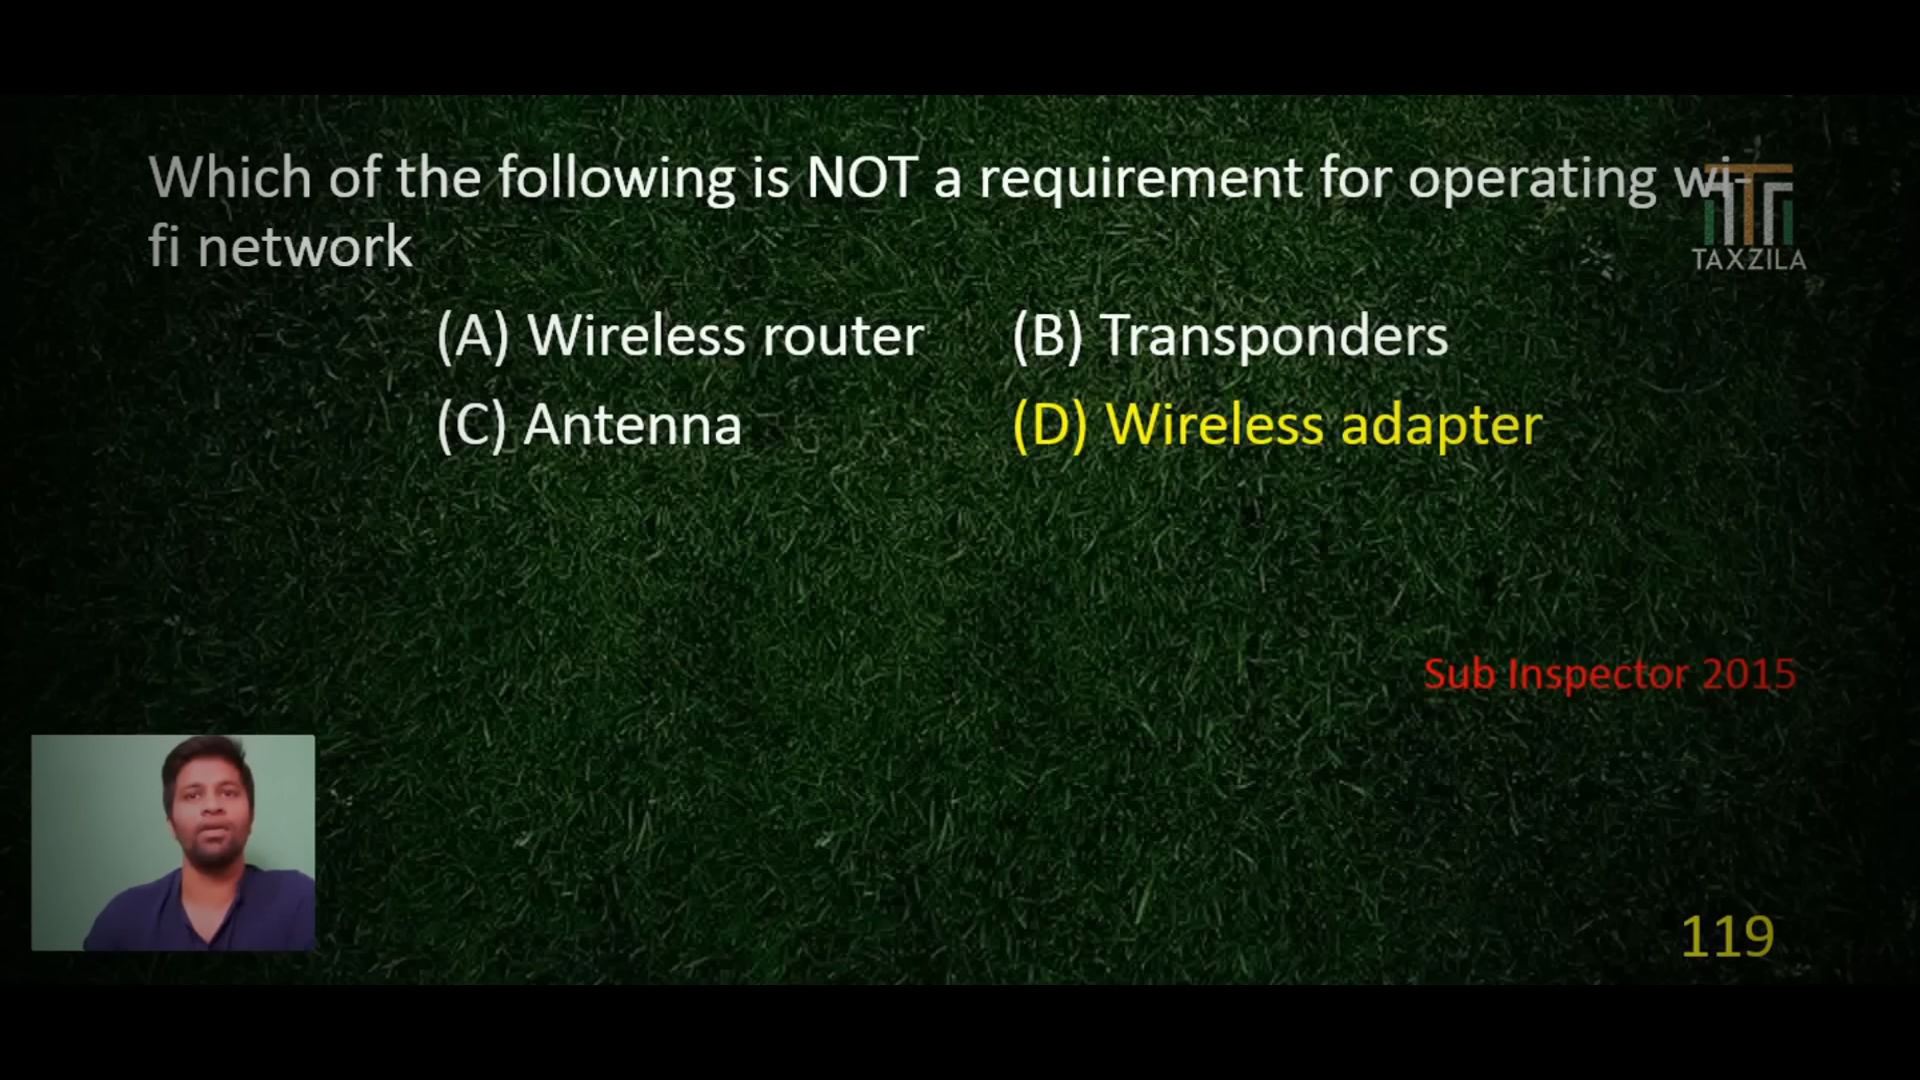 Which of the following is NOT a requirement for operating wi-
fi network
TAXZILA
(A) Wireless router (B) Transponders
(C) Antenna (D) Wireless adapter
Sub Inspector 2015
119